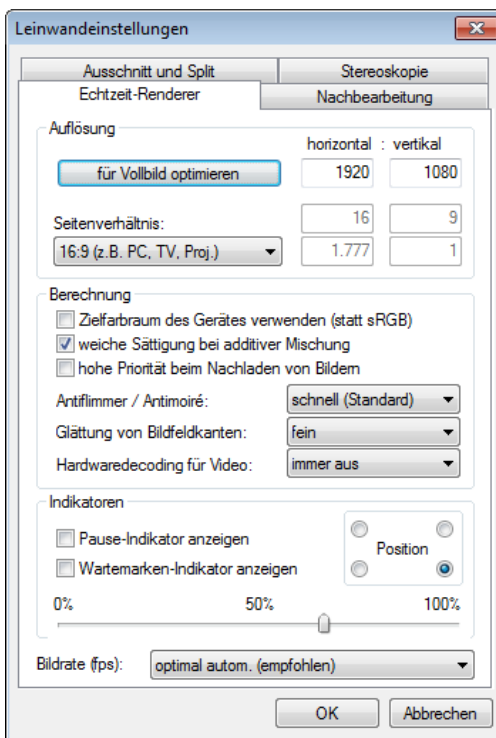 Leinwandeinstellungen
Ausschnitt und Split Stereoskopie
Echtzeit-Renderer Nachbearbeitung
Auflösung
horizontal : vertikal
für Vollbild optimieren 1920 1080
Seitenverhältnis: 16 9
16:9 (z.B. PC, TV, Proj.) 1.777 1
Berechnung
Zielfarbraum des Gerätes verwenden (statt sRGB)
weiche Sättigung bei additiver Mischung
hohe Priorität beim Nachladen von Bildern
Antiflimmer / Antimoiré: schnell (Standard)
Glättung von Bildfeldkanten: fein
Hardwaredecoding für Video: immer aus
Indikatoren
Pause-Indikator anzeigen
Position
Wartemarken-Indikator anzeigen
0% 50% 100%
Bildrate (fps): optimal autom. (empfohlen)
OK Abbrechen